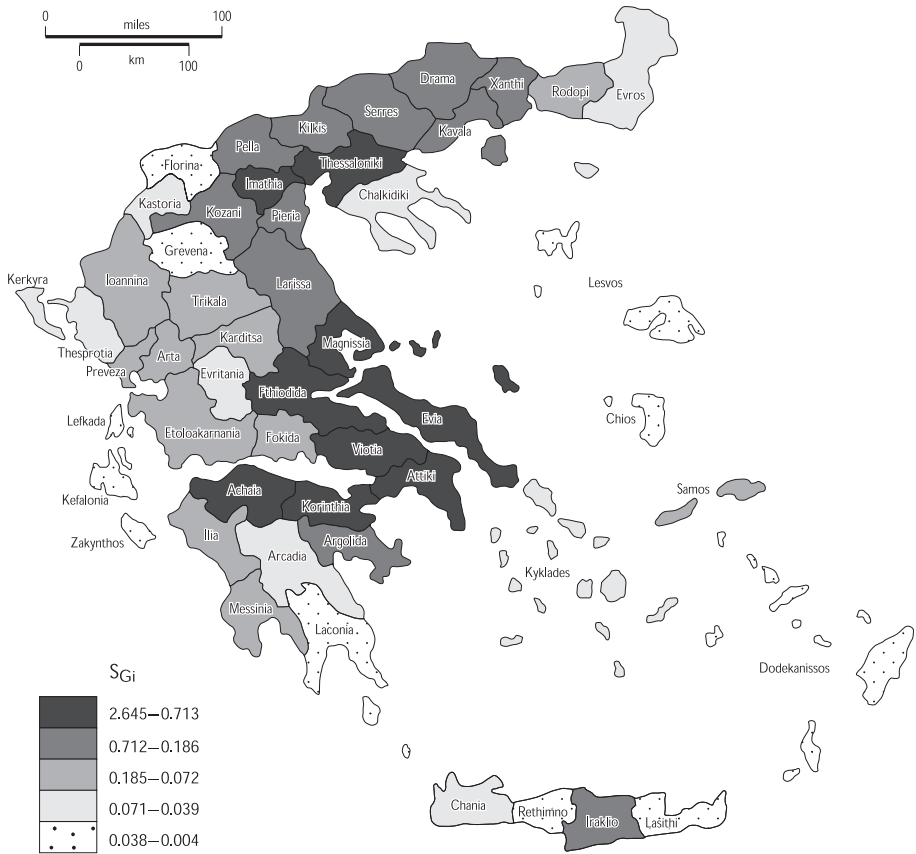 0 100
miles
km
0 100
Drama
Xanthi
Rodopi
Evros
Serres
Kilkis
Kavala
Pella
Thessaloniki
Florina
Imathia
Chalkidiki
Kastoria
Kozani
Pieria
Grevena
Ioannina
Kerkyra
Larissa
Lesvos
Trikala
Karditsa
Magnissia
Thesprotia
Arta
Preveza
Evritania
Fthiodida
Evia
Chios
Lefkada
Etoloakarnania
Fokida
Viotia
Attiki
Achaia
Samos
Kefalonia
Korinthia
Ilia
Argolida
Zakynthos
Arcadia
Kyklades
Messinia
Laconia
Dodekanissos
SGi
2.645–0.713
0.712–0.186
0.185–0.072
0.071–0.039
0.038–0.004
Chania
Rethimno
Iraklio
Lasithi